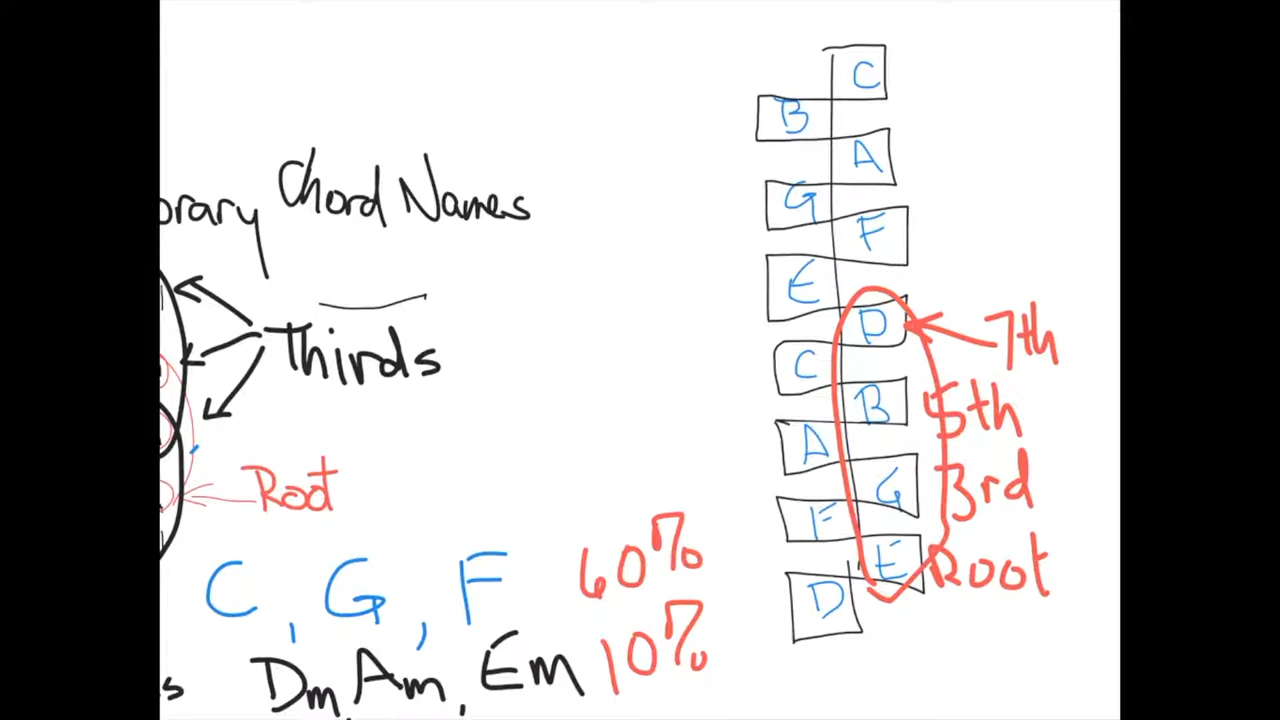 orary Chord Names
Thirds
Root
C, G, F 60%
Dm, Am, Em 10%
C
B
A
G
F
E
D 7th
C
B 5th
A
G 3rd
F
E Root
D